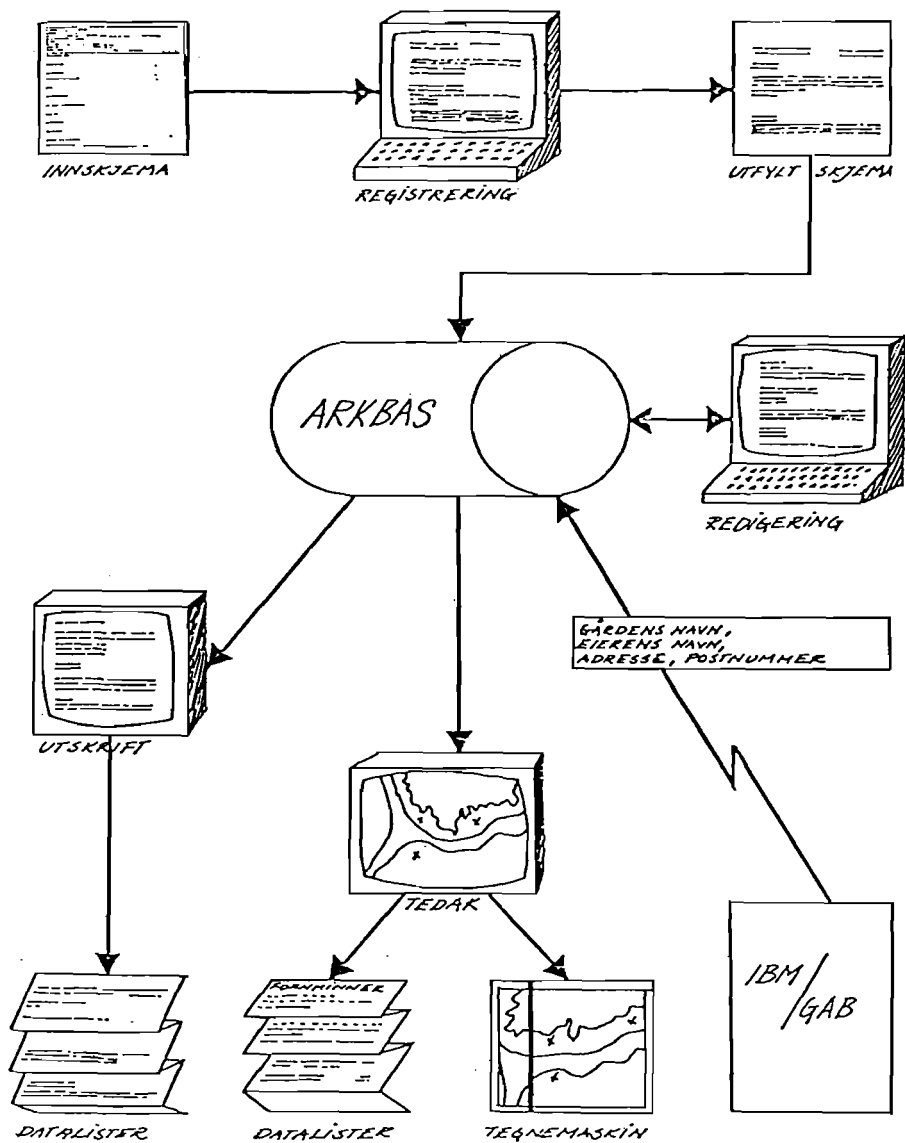 INNSKJEMA
REGISTRERING
UTFYLT SKJEMA
ARKBAS
REDIGERING
GÅRDENS NAVN,
EIERENS NAVN,
ADRESSE, POSTNUMMER
UTSKRIFT
TEDAK
IBM/
GAB
FORNMINNER
DATALISTER
DATALISTER
TEGNEMASKIN